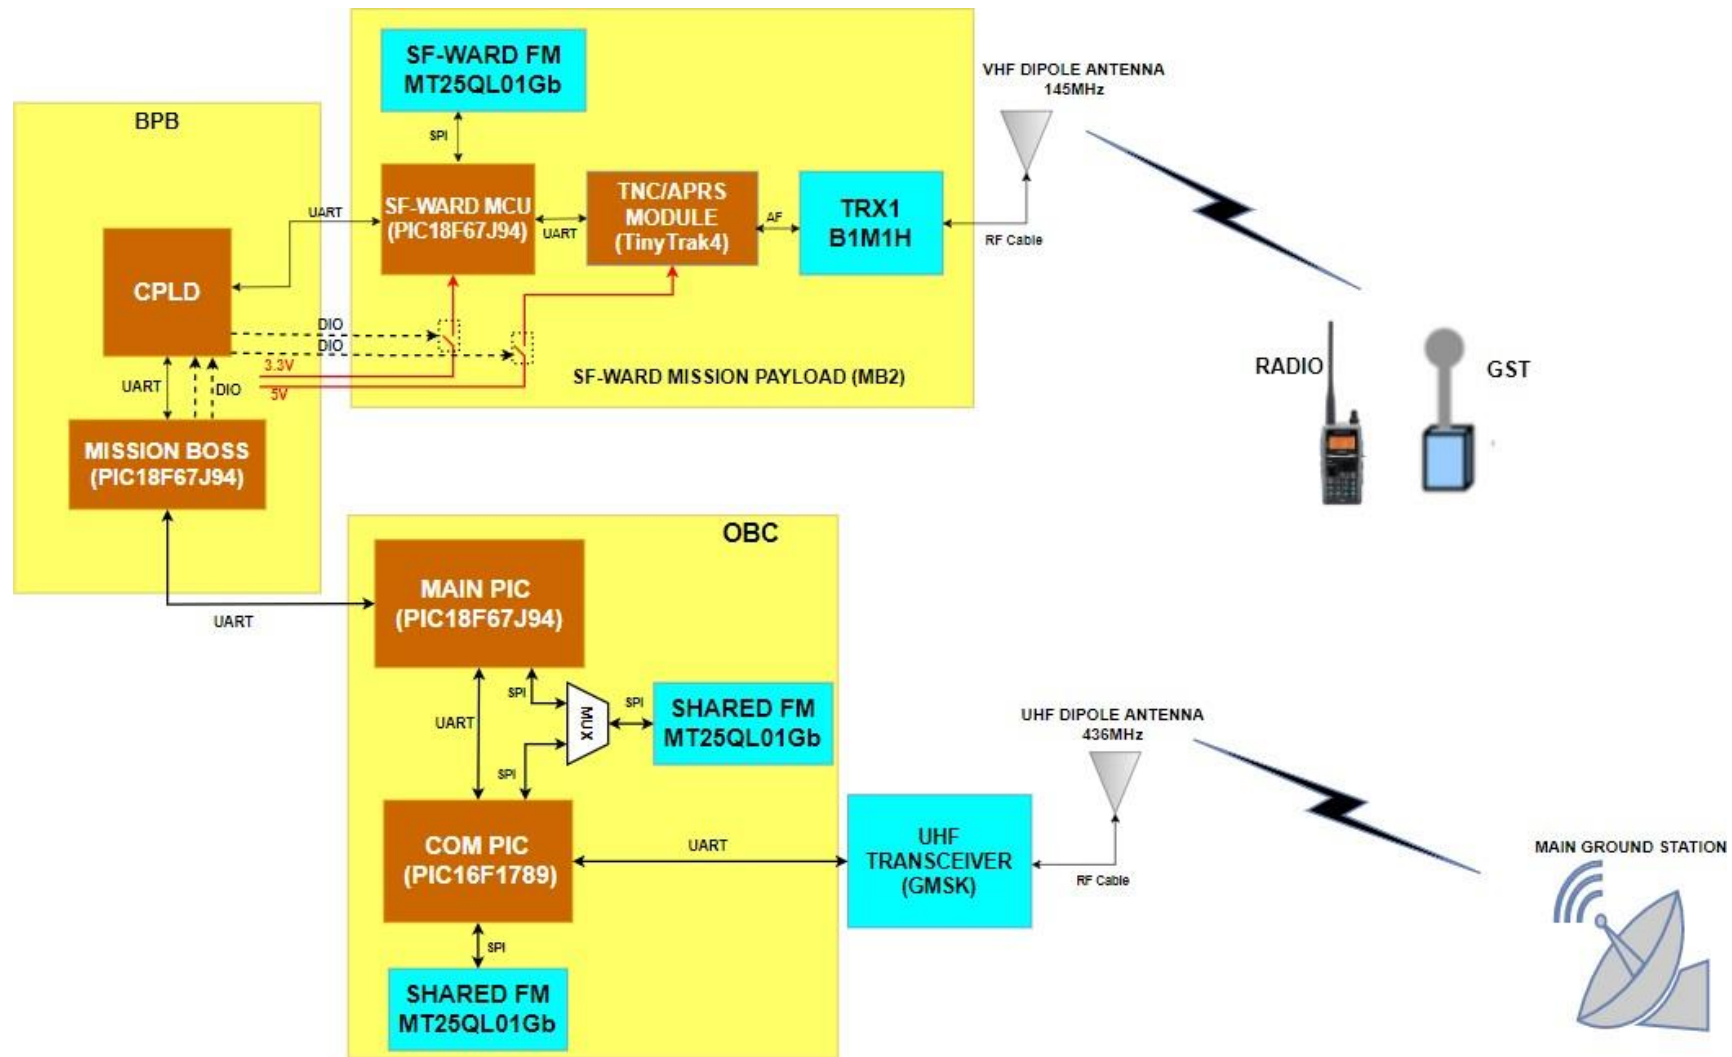 SF-WARD FM
MT25QL01Gb
SPI
VHF DIPOLE ANTENNA
145MHz
BPB
UART
SF-WARD MCU
(PIC18F67J94)
UART
TNC/APRS
MODULE
(TinyTrak4)
AF
TRX1
B1M1H
RF Cable
CPLD
DIO
DIO
3.3V
5V
UART
DIO
SF-WARD MISSION PAYLOAD (MB2)
RADIO
GST
MISSION BOSS
(PIC18F67J94)
UART
OBC
MAIN PIC
(PIC18F67J94)
SPI
MUX
SPI
SHARED FM
MT25QL01Gb
UART
SPI
UHF DIPOLE ANTENNA
436MHz
COM PIC
(PIC16F1789)
UART
UHF
TRANSCEIVER
(GMSK)
RF Cable
MAIN GROUND STATION
SPI
SHARED FM
MT25QL01Gb